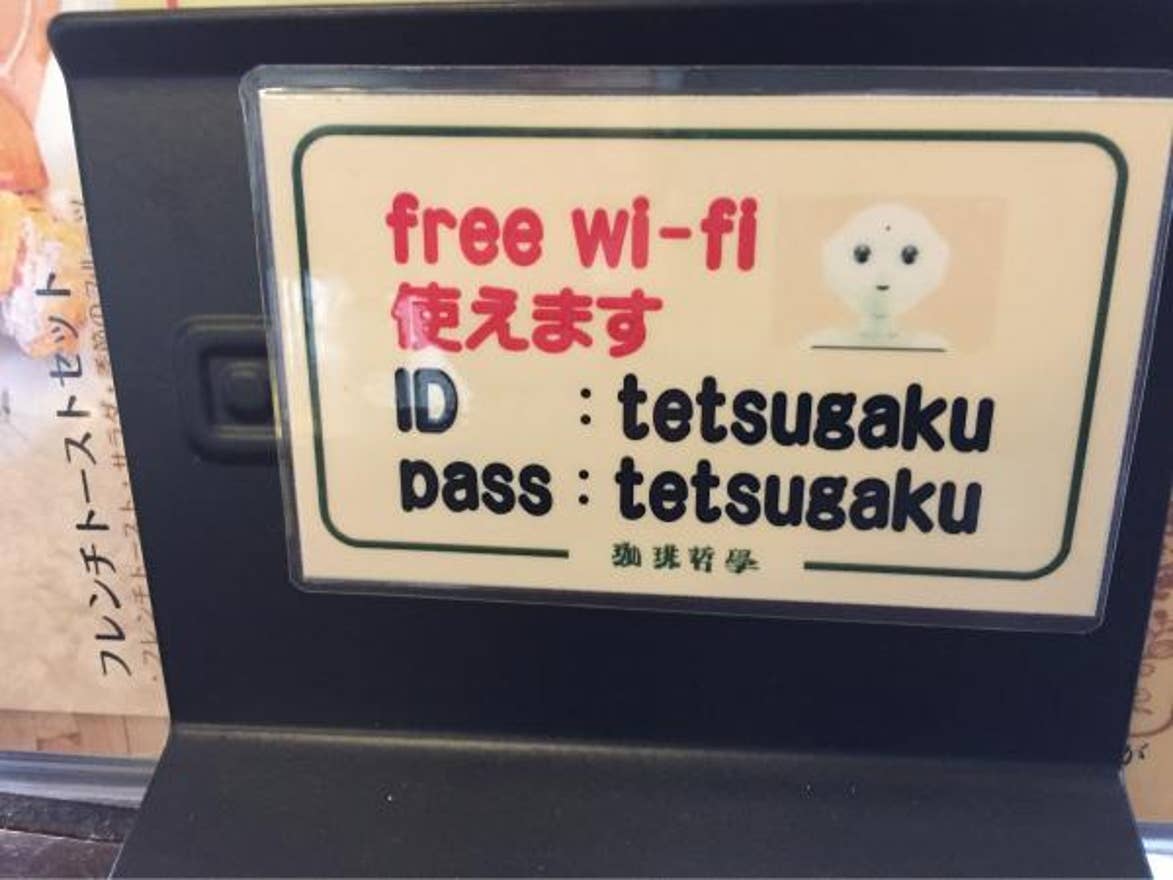 free wi-fi
使えます
ID : tetsugaku
pass : tetsugaku
珈琲哲學
フレンチトーストセット